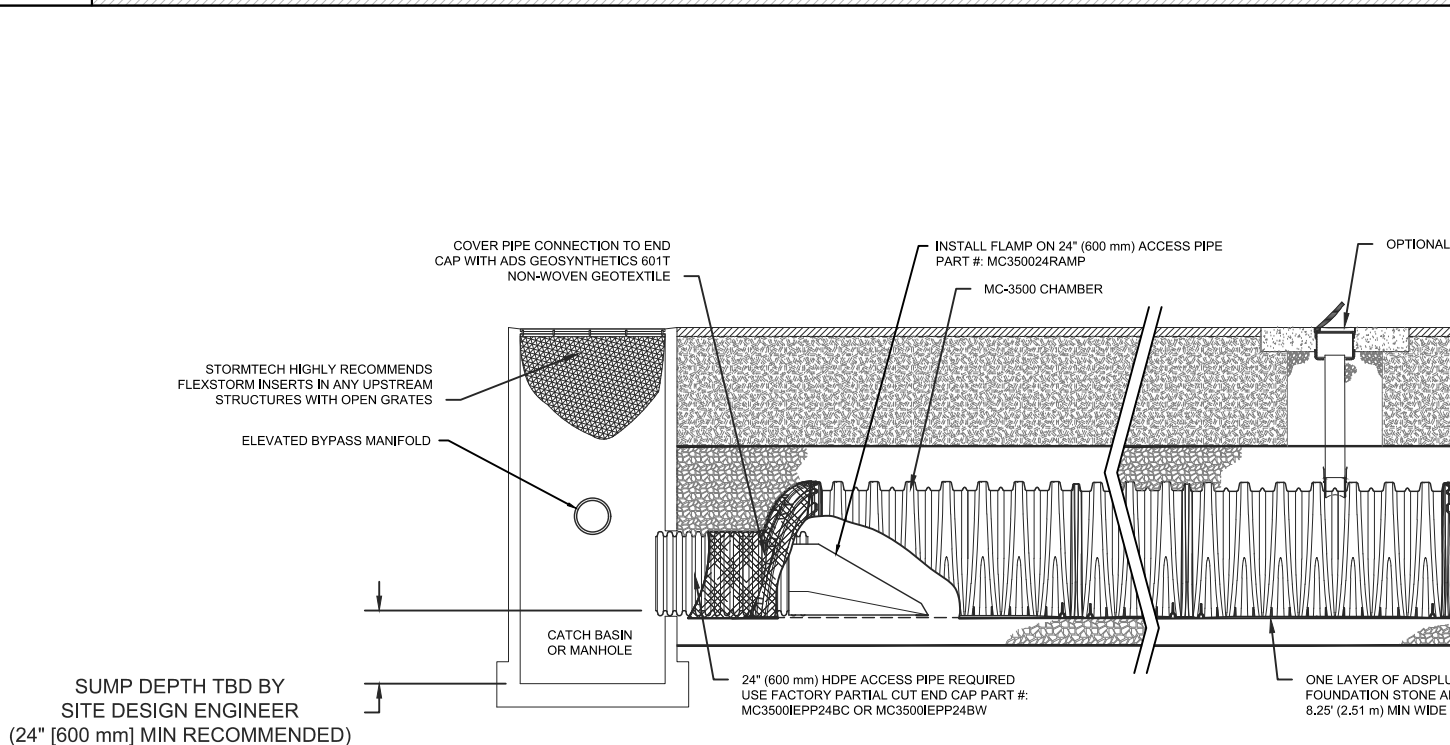 COVER PIPE CONNECTION TO END
CAP WITH ADS GEOSYNTHETICS 601T
NON-WOVEN GEOTEXTILE
INSTALL FLAMP ON 24" (600 mm) ACCESS PIPE
PART #: MC350024RAMP
MC-3500 CHAMBER
OPTIONAL
STORMTECH HIGHLY RECOMMENDS
FLEXSTORM INSERTS IN ANY UPSTREAM
STRUCTURES WITH OPEN GRATES
ELEVATED BYPASS MANIFOLD
CATCH BASIN
OR MANHOLE
SUMP DEPTH TBD BY
SITE DESIGN ENGINEER
(24" [600 mm] MIN RECOMMENDED)
24" (600 mm) HDPE ACCESS PIPE REQUIRED
USE FACTORY PARTIAL CUT END CAP PART #:
MC3500IEPP24BC OR MC3500IEPP24BW
ONE LAYER OF ADSPLU
FOUNDATION STONE A
8.25' (2.51 m) MIN WIDE